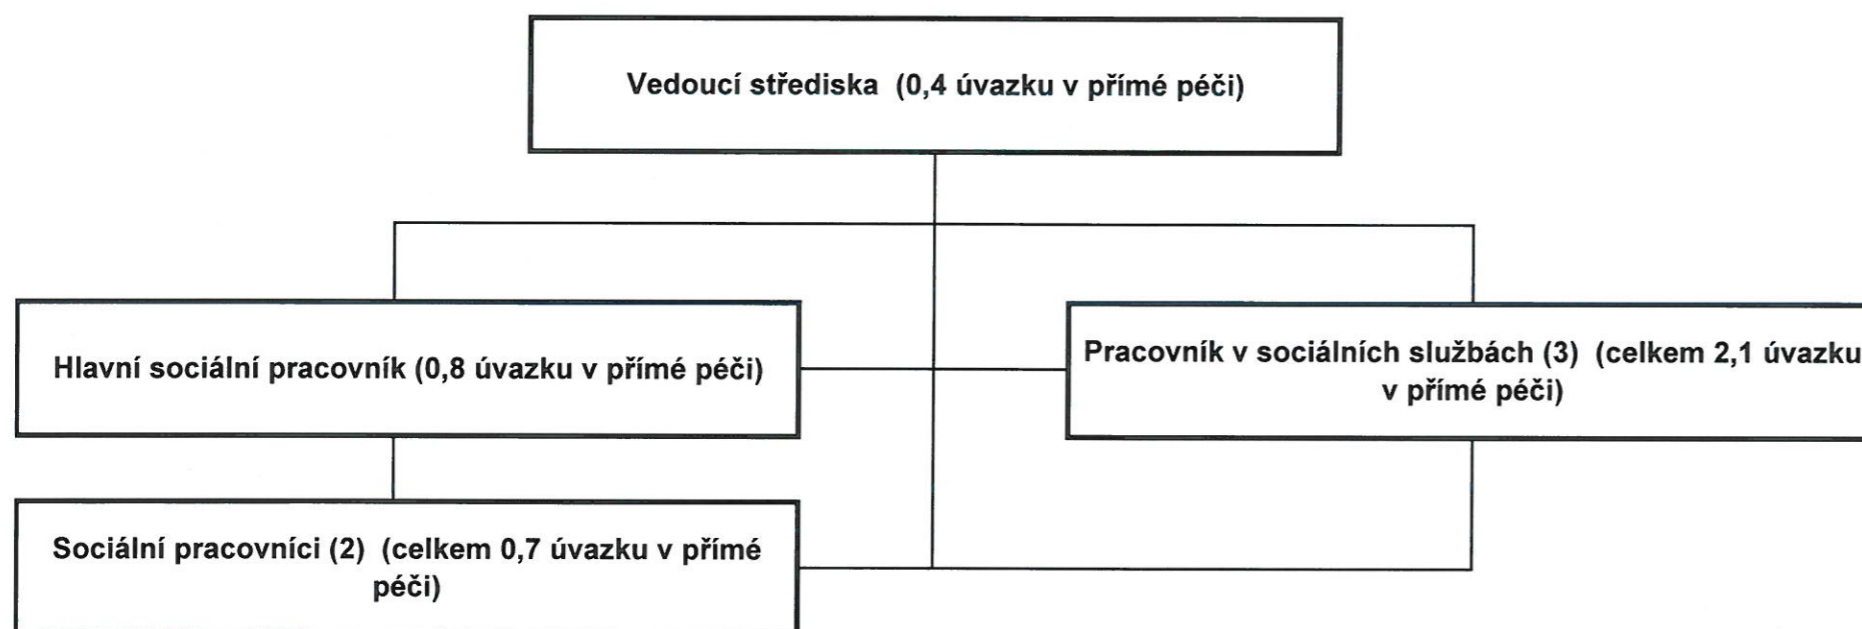 Vedoucí střediska (0,4 úvazku v přímé péči)
Hlavní sociální pracovník (0,8 úvazku v přímé péči)
Pracovník v sociálních službách (3) (celkem 2,1 úvazku
v přímé péči)
Sociální pracovníci (2) (celkem 0,7 úvazku v přímé
péči)